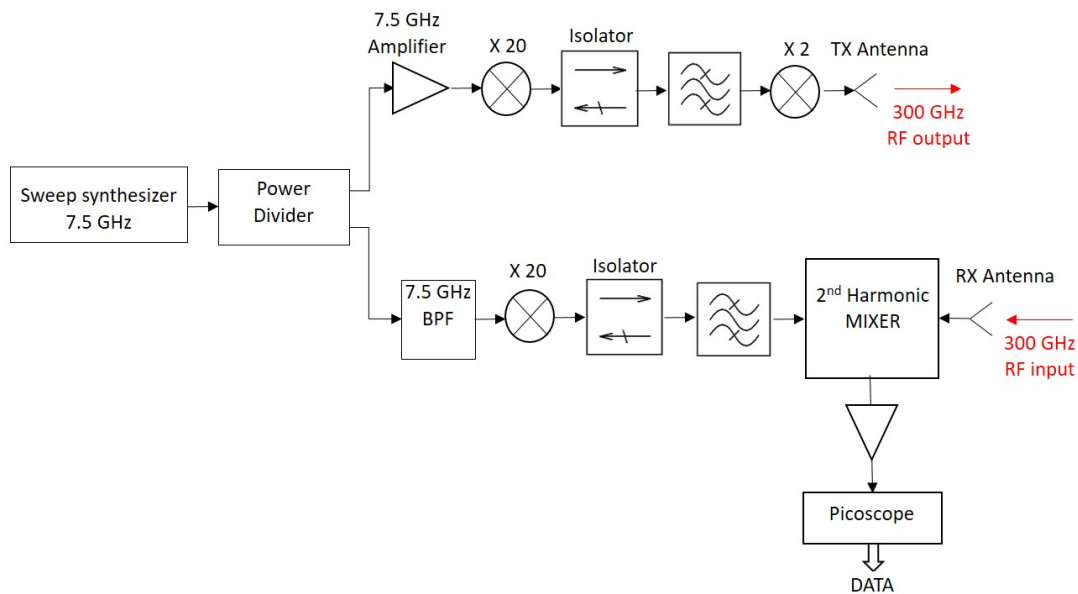 7.5 GHz
Amplifier
X 20
Isolator
X 2
TX Antenna
300 GHz
RF output
Sweep synthesizer
7.5 GHz
Power
Divider
7.5 GHz
BPF
X 20
Isolator
2nd Harmonic
MIXER
RX Antenna
300 GHz
RF input
Picoscope
DATA